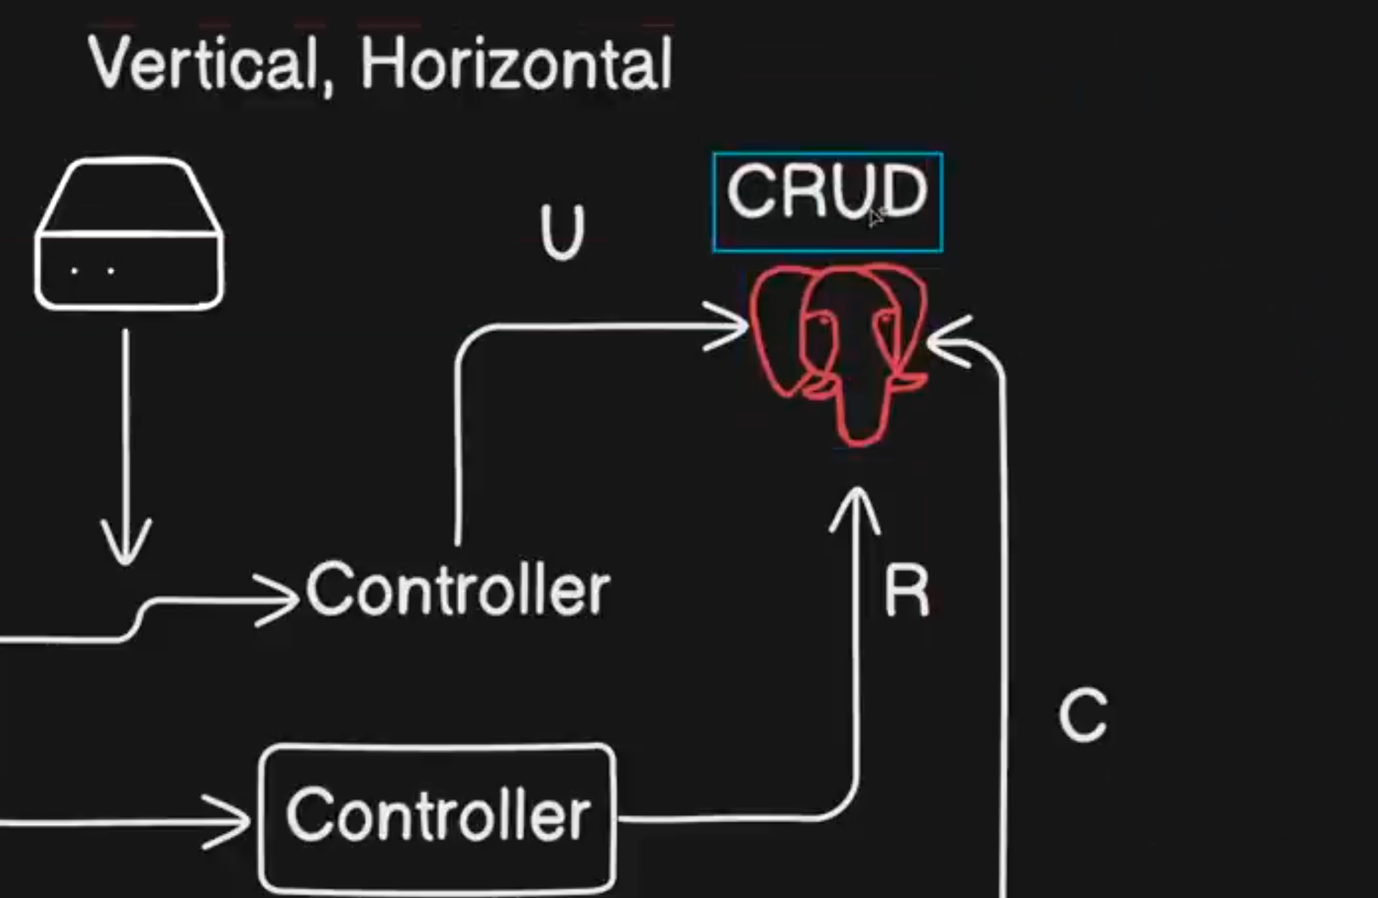 Vertical, Horizontal
CRUD
U
Controller
R
C
Controller